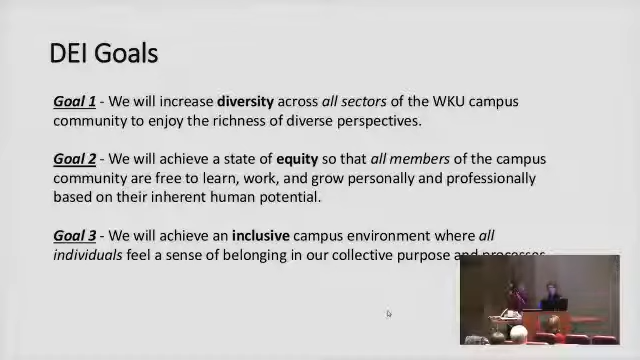 DEI Goals
Goal 1 - We will increase diversity across all sectors of the WKU campus
community to enjoy the richness of diverse perspectives.
Goal 2 - We will achieve a state of equity so that all members of the campus
community are free to learn, work, and grow personally and professionally
based on their inherent human potential.
Goal 3 - We will achieve an inclusive campus environment where all
individuals feel a sense of belonging in our collective purpose and processes.